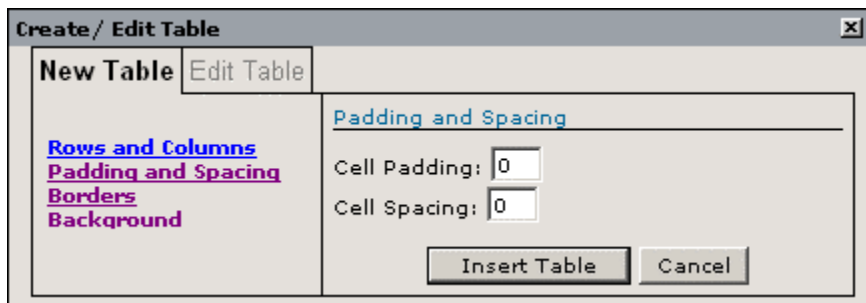 Create/ Edit Table
New Table Edit Table
Rows and Columns
Padding and Spacing
Borders
Background
Padding and Spacing
Cell Padding: 0
Cell Spacing: 0
Insert Table Cancel